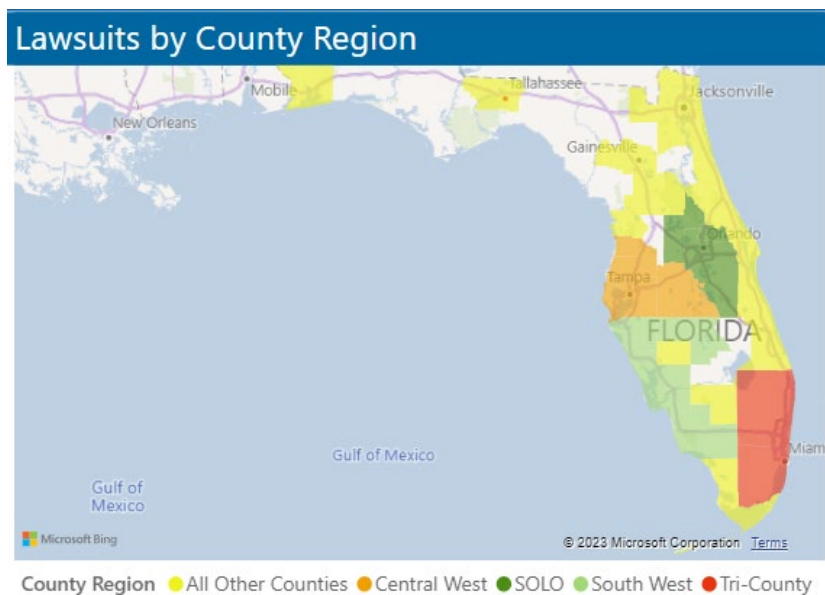 Lawsuits by County Region
Mobile
Tallahassee
Jacksonville
New Orleans
Gainesville
Orlando
Tampa
FLORIDA
Gulf of Mexico
Miam
Gulf of
Mexico
Microsoft Bing
© 2023 Microsoft Corporation Terms
County Region All Other Counties Central West SOLO South West Tri-County